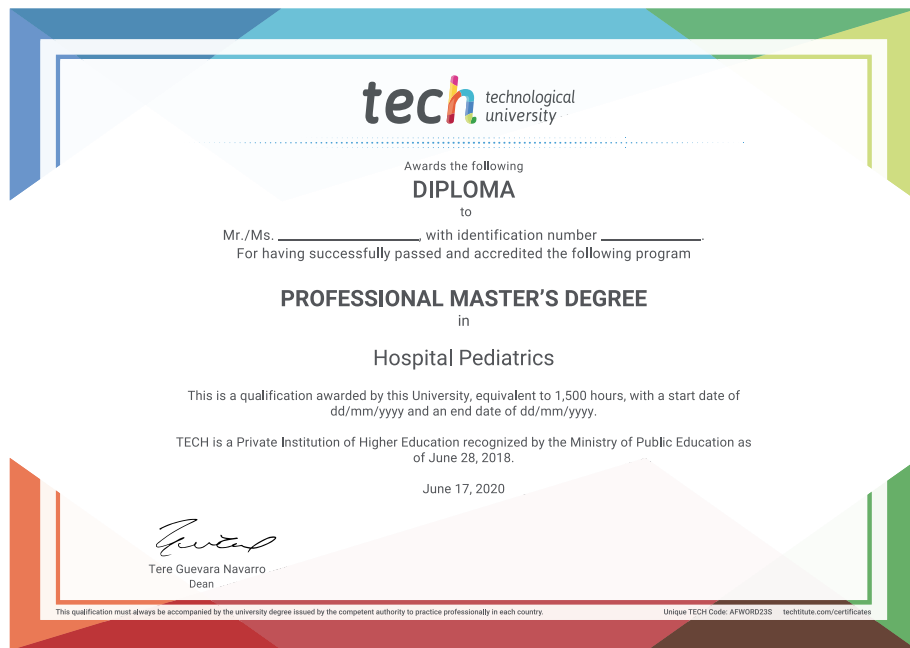 tech technological
university
Awards the following
DIPLOMA
to
Mr./Ms. ____________________, with identification number ______________.
For having successfully passed and accredited the following program
PROFESSIONAL MASTER'S DEGREE
in
Hospital Pediatrics
This is a qualification awarded by this University, equivalent to 1,500 hours, with a start date of
dd/mm/yyyy and an end date of dd/mm/yyyy.
TECH is a Private Institution of Higher Education recognized by the Ministry of Public Education as
of June 28, 2018.
June 17, 2020
Tere Guevara Navarro
Dean
This qualification must always be accompanied by the university degree issued by the competent authority to practice professionally in each country. Unique TECH Code: AFWORD23S techtitute.com/certificates